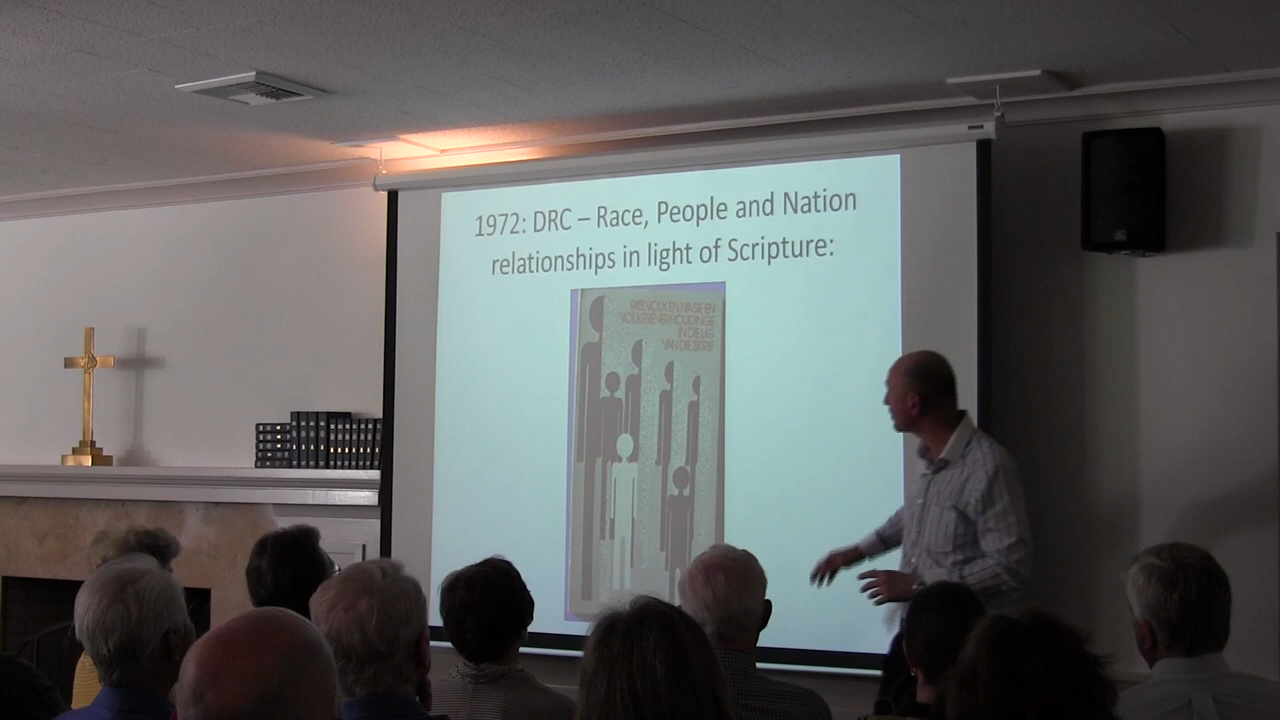 1972: DRC – Race, People and Nation
relationships in light of Scripture:
RAS, VOLK EN NASIE EN
VOLKEREVERHOUDINGE
IN DIE LIG
VAN DIE SKRIF